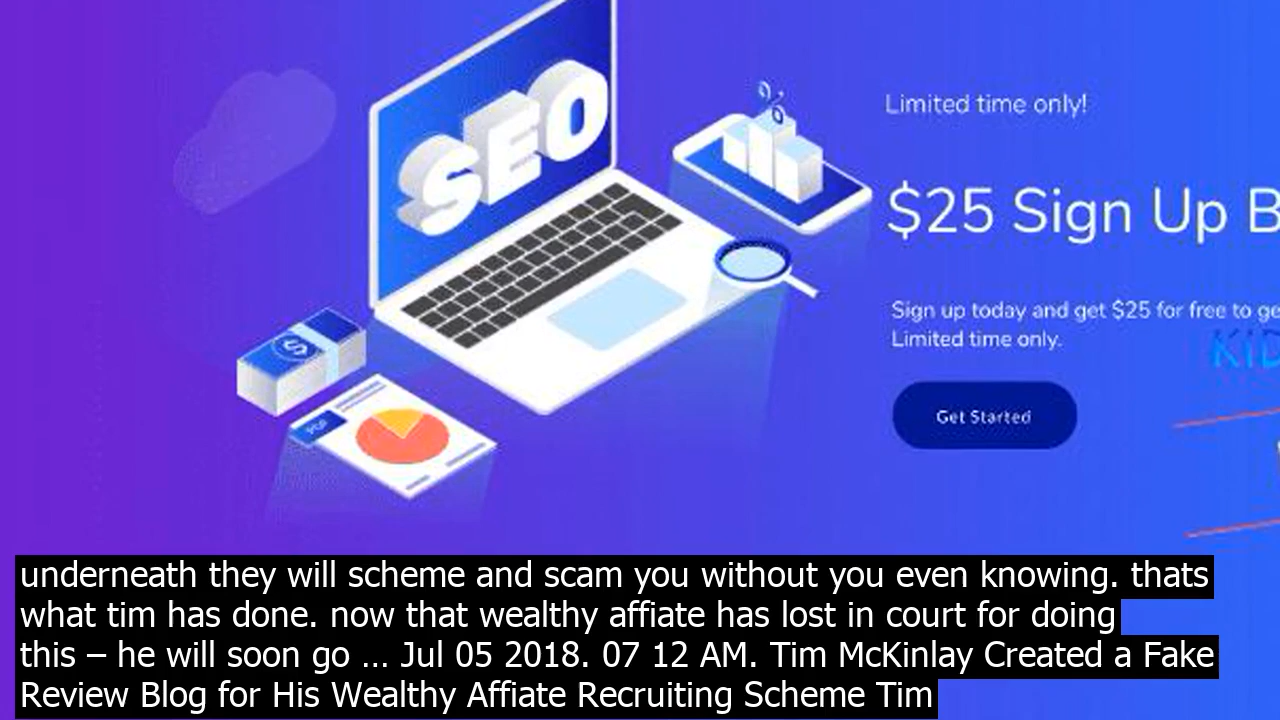 SEO
Limited time only!
$25 Sign Up B
Sign up today and get $25 for free to ge
Limited time only.
KID
Get Started
PDF
underneath they will scheme and scam you without you even knowing. thats
what tim has done. now that wealthy affiate has lost in court for doing
this – he will soon go ... Jul 05 2018. 07 12 AM. Tim McKinlay Created a Fake
Review Blog for His Wealthy Affiate Recruiting Scheme Tim